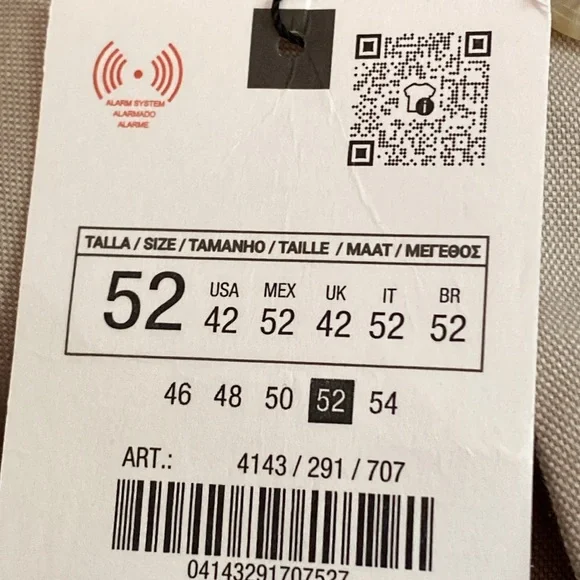 ALARM SYSTEM
ALARMADO
ALARME
TALLA / SIZE / TAMANHO / TAILLE / MAAT / ΜΕΓΕΘΟΣ
52
USA MEX UK IT BR
42 52 42 52 52
46 48 50 52 54
ART.: 4143 / 291 / 707
04143291707527